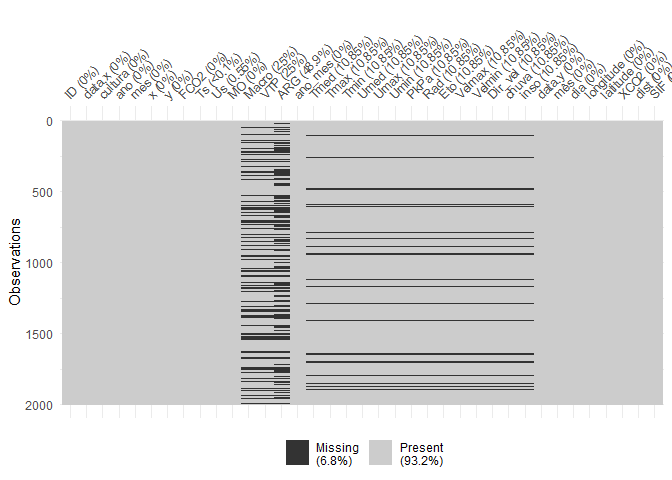 ID (0%)
data.x (0%)
cultura (0%)
ano (0%)
mes (0%)
x (0%)
y (0%)
FCO2 (0%)
Ts (<0.1%)
Us (0.55%)
MO (0%)
Macro (25%)
VTP (25%)
ARG (48.9%)
ano_mes (0%)
Tmed (10.85%)
Tmax (10.85%)
Tmin (10.85%)
Umed (10.85%)
Umax (10.85%)
Umin (10.85%)
PkPa (10.85%)
Rad (10.85%)
Eto (10.85%)
Velmax (10.85%)
Velmin (10.85%)
Dir_vel (10.85%)
chuva (10.85%)
inso (10.85%)
data.y (0%)
mês (0%)
dia (0%)
longitude (0%)
latitude (0%)
XCO2 (0%)
dist (0%)
SIF
0
500
1000
1500
2000
Observations
Missing
(6.8%)
Present
(93.2%)